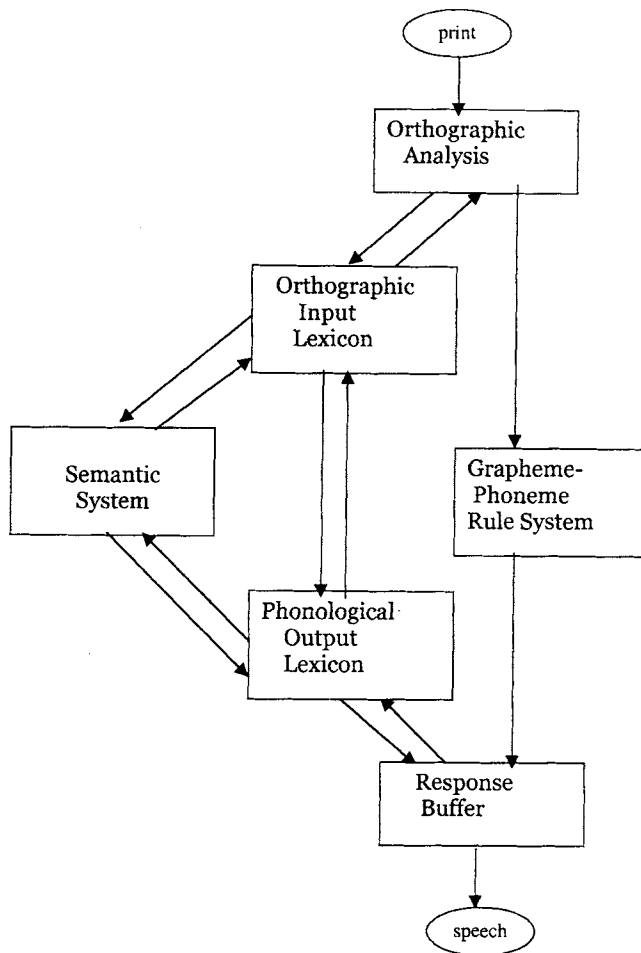 print
Orthographic
Analysis
Orthographic
Input
Lexicon
Semantic
System
Grapheme-
Phoneme
Rule System
Phonological
Output
Lexicon
Response
Buffer
speech